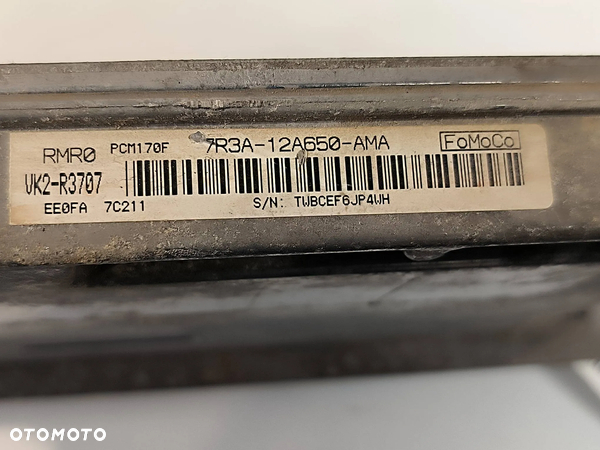 RMR0 PCM170F 7R3A-12A650-AMA FoMoCo
VK2-R3707
EE0FA 7C211 S/N: TWBCEF6JP4WH
OTOMOTO